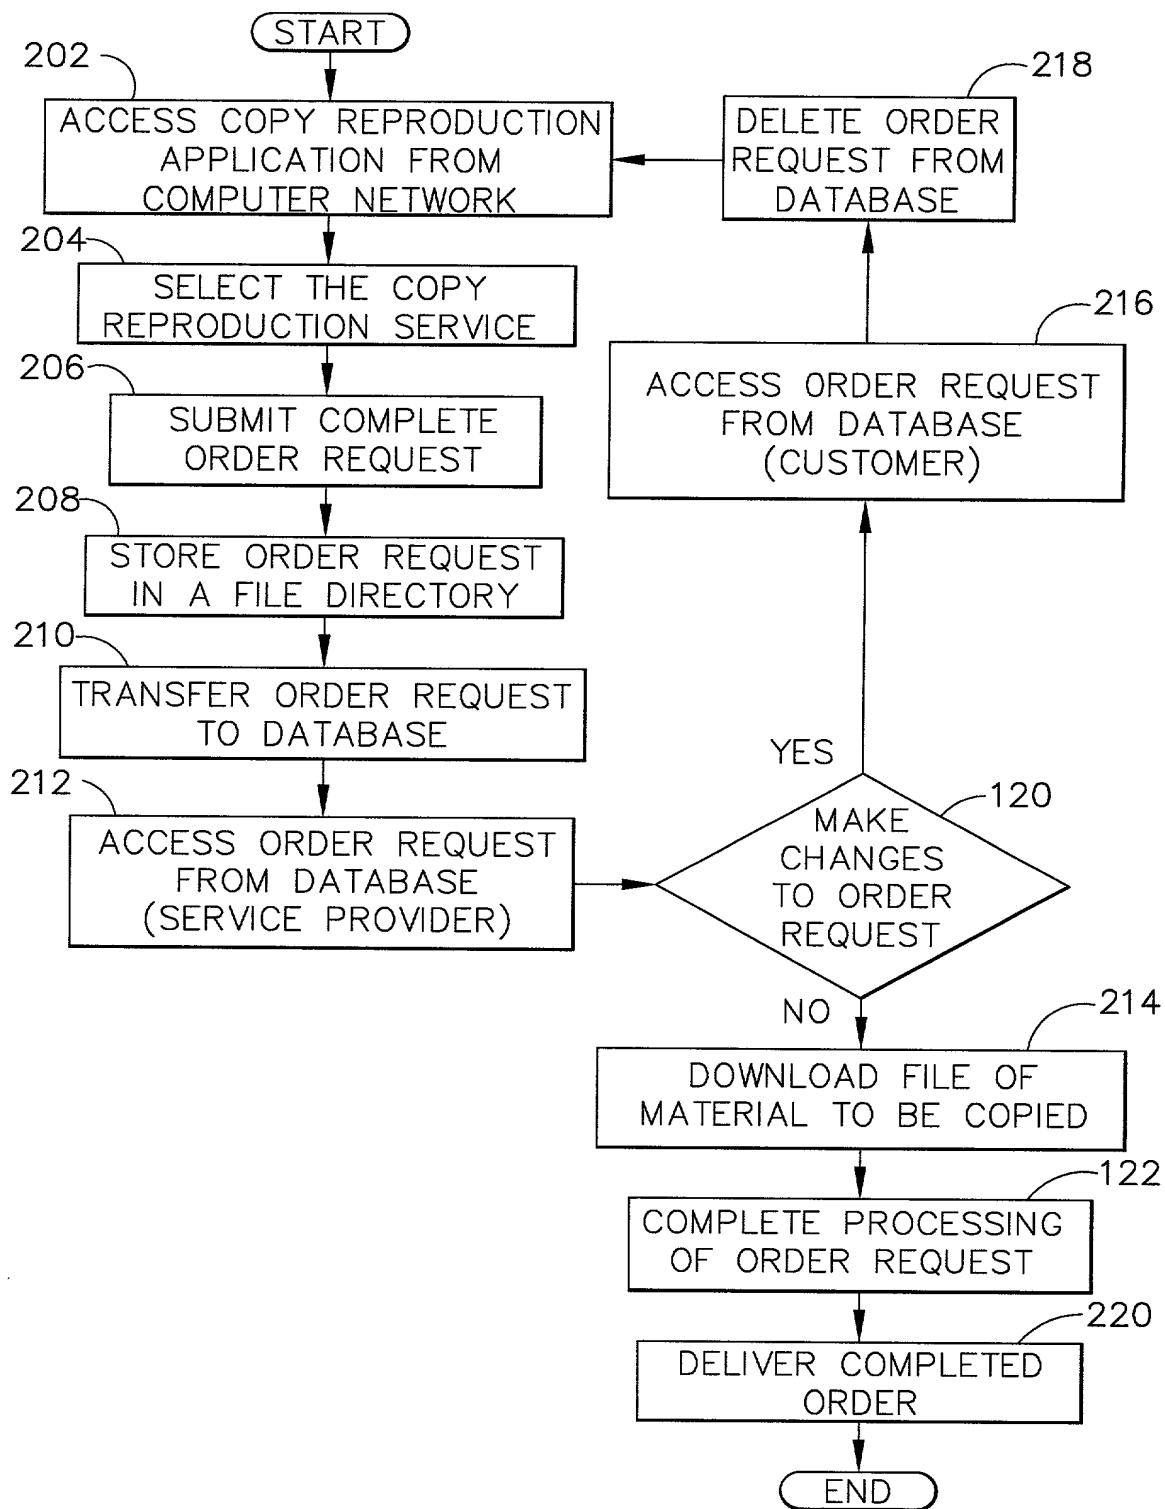 START
202
ACCESS COPY REPRODUCTION
APPLICATION FROM
COMPUTER NETWORK
204
SELECT THE COPY
REPRODUCTION SERVICE
206
SUBMIT COMPLETE
ORDER REQUEST
208
STORE ORDER REQUEST
IN A FILE DIRECTORY
210
TRANSFER ORDER REQUEST
TO DATABASE
212
ACCESS ORDER REQUEST
FROM DATABASE
(SERVICE PROVIDER)
218
DELETE ORDER
REQUEST FROM
DATABASE
216
ACCESS ORDER REQUEST
FROM DATABASE
(CUSTOMER)
YES
120
MAKE
CHANGES
TO ORDER
REQUEST
NO
214
DOWNLOAD FILE OF
MATERIAL TO BE COPIED
122
COMPLETE PROCESSING
OF ORDER REQUEST
220
DELIVER COMPLETED
ORDER
END